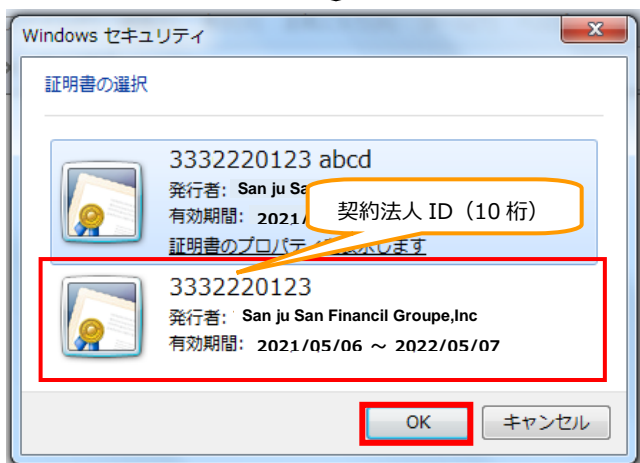 Windows セキュリティ
証明書の選択
3332220123 abcd
発行者: San ju Sa
有効期間: 2021/
契約法人 ID（10 桁）
証明書のプロパティ を表示します
3332220123
発行者: San ju San Financil Groupe,Inc
有効期間: 2021/05/06 ～ 2022/05/07
OK
キャンセル